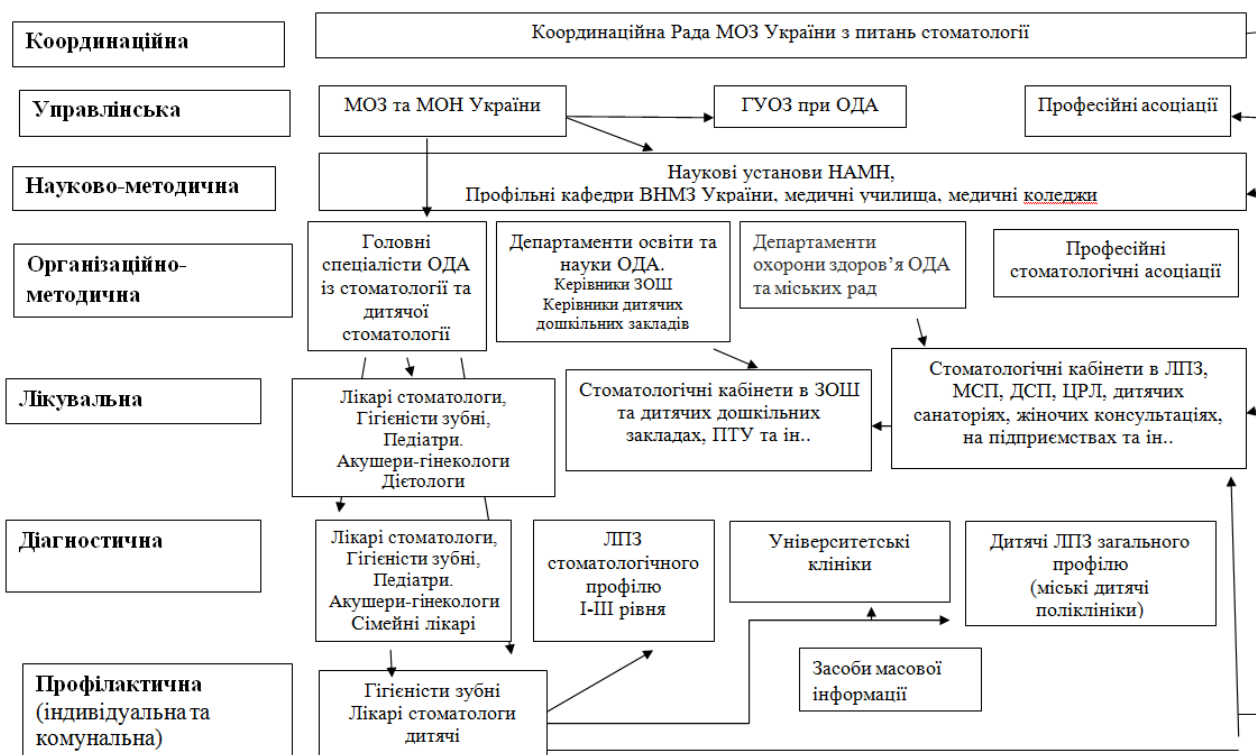 Координаційна
Координаційна Рада МОЗ України з питань стоматології
Управлінська
МОЗ та МОН України
ГУОЗ при ОДА
Професійні асоціації
Науково-методична
Наукові установи НАМН,
Профільні кафедри ВНМЗ України, медичні училища, медичні коледжи
Організаційно-
методична
Головні
спеціалісти ОДА
із стоматології та
дитячої
стоматології
Департаменти освіти та
науки ОДА.
Керівники ЗОШ
Керівники дитячих
дошкільних закладів
Департаменти
охорони здоров’я ОДА
та міських рад
Професійні
стоматологічні асоціації
Лікувальна
Лікарі стоматологи,
Гігієністи зубні,
Педіатри.
Акушери-гінекологи
Дієтологи
Стоматологічні кабінети в ЗОШ
та дитячих дошкільних
закладах, ПТУ та ін..
Стоматологічні кабінети в ЛПЗ,
МСП, ДСП, ЦРЛ, дитячих
санаторіях, жіночих консультаціях,
на підприємствах та ін..
Діагностична
Лікарі стоматологи,
Гігієністи зубні,
Педіатри.
Акушери-гінекологи
Сімейні лікарі
ЛПЗ
стоматологічного
профілю
І-ІІІ рівня
Університетські
клініки
Дитячі ЛПЗ загального
профілю
(міські дитячі
поліклініки)
Профілактична
(індивідуальна та
комунальна)
Гігієністи зубні
Лікарі стоматологи
дитячі
Засоби масової
інформації